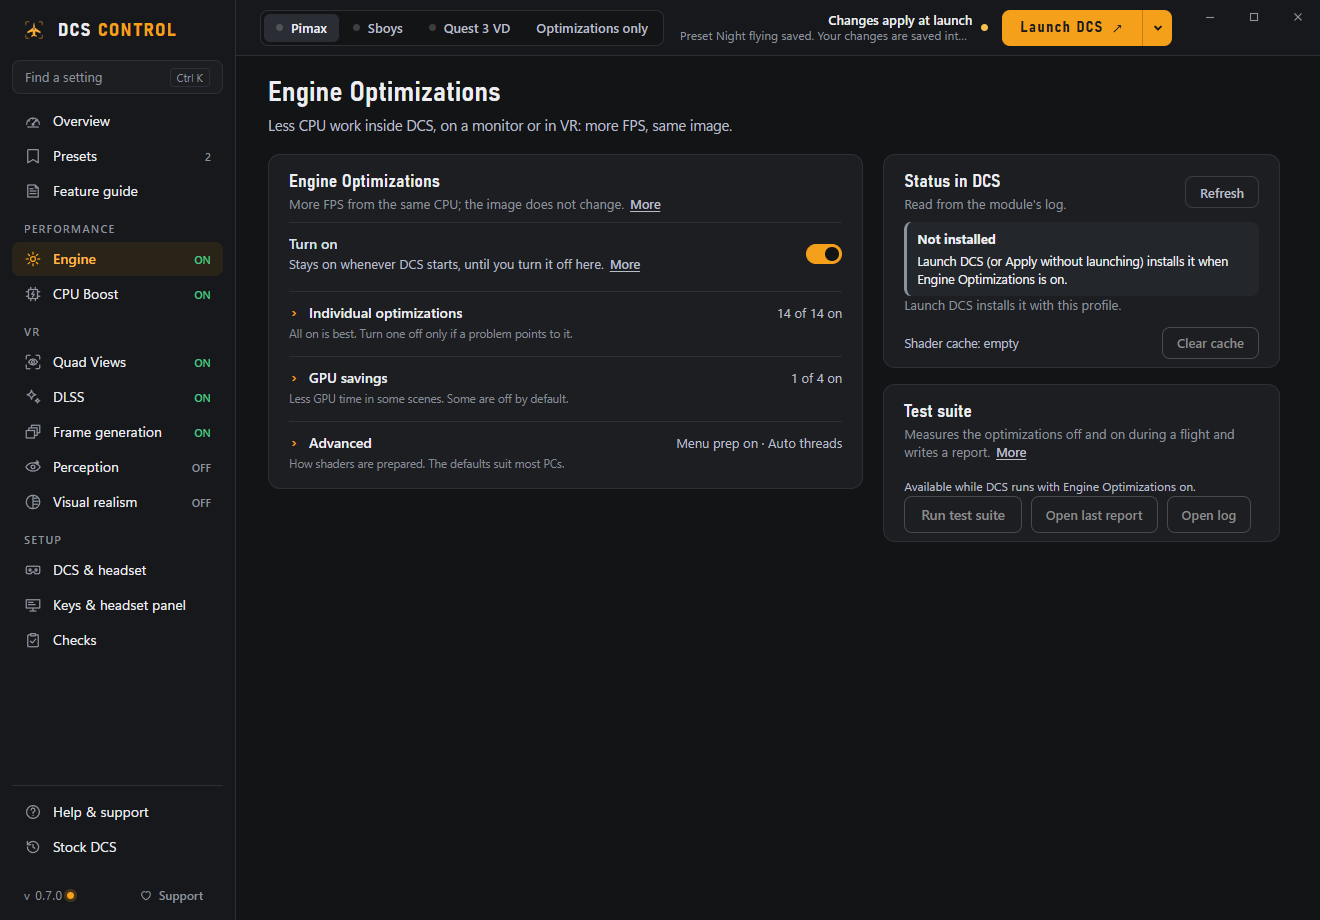 DCS CONTROL
Find a setting
Ctrl K
Overview
Presets
2
Feature guide
PERFORMANCE
Engine
ON
CPU Boost
ON
VR
Quad Views
ON
DLSS
ON
Frame generation
ON
Perception
OFF
Visual realism
OFF
SETUP
DCS & headset
Keys & headset panel
Checks
Help & support
Stock DCS
v 0.7.0
Support
Pimax
Sboys
Quest 3 VD
Optimizations only
Changes apply at launch
Preset Night flying saved. Your changes are saved int...
Launch DCS ↗
Engine Optimizations
Less CPU work inside DCS, on a monitor or in VR: more FPS, same image.
Engine Optimizations
More FPS from the same CPU; the image does not change. More
Turn on
Stays on whenever DCS starts, until you turn it off here. More
Individual optimizations
14 of 14 on
All on is best. Turn one off only if a problem points to it.
GPU savings
1 of 4 on
Less GPU time in some scenes. Some are off by default.
Advanced
Menu prep on · Auto threads
How shaders are prepared. The defaults suit most PCs.
Status in DCS
Read from the module's log.
Refresh
Not installed
Launch DCS (or Apply without launching) installs it when
Engine Optimizations is on.
Launch DCS installs it with this profile.
Shader cache: empty
Clear cache
Test suite
Measures the optimizations off and on during a flight and
writes a report. More
Available while DCS runs with Engine Optimizations on.
Run test suite
Open last report
Open log